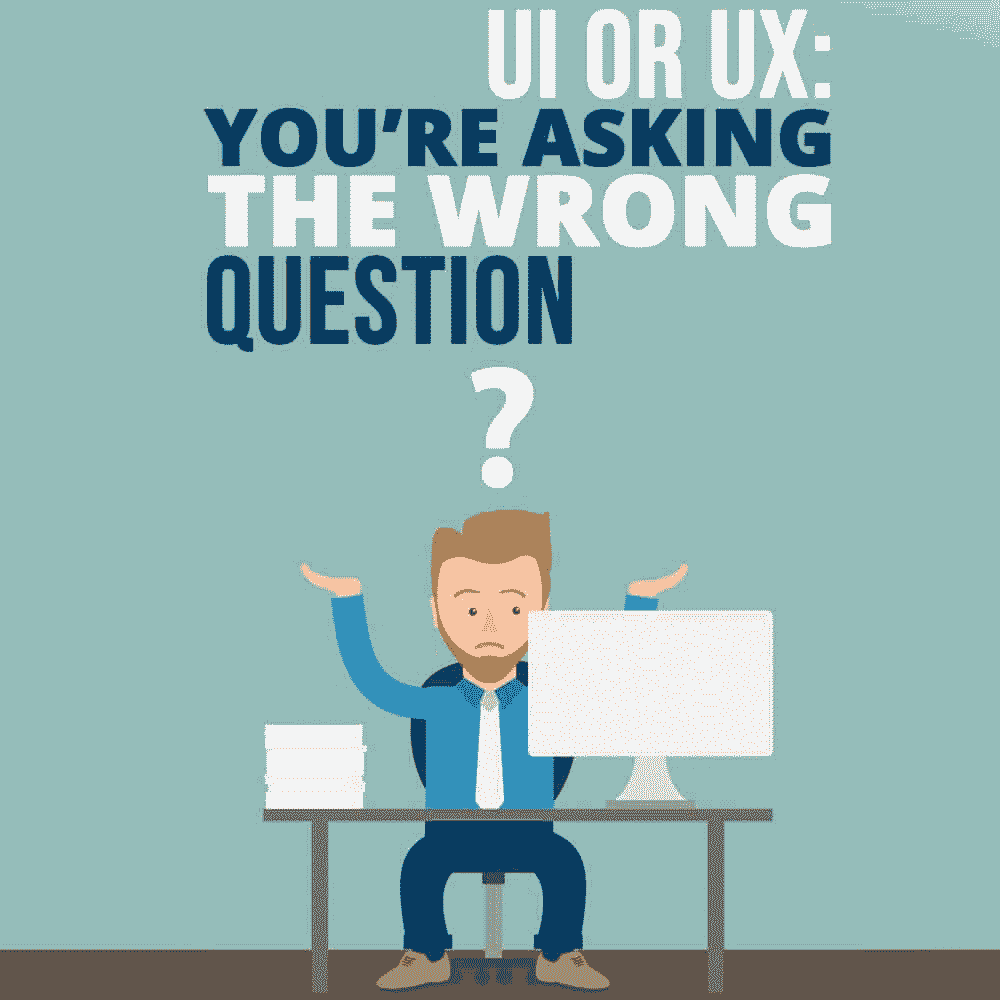 UI OR UX:
YOU’RE ASKING
THE WRONG
QUESTION
?